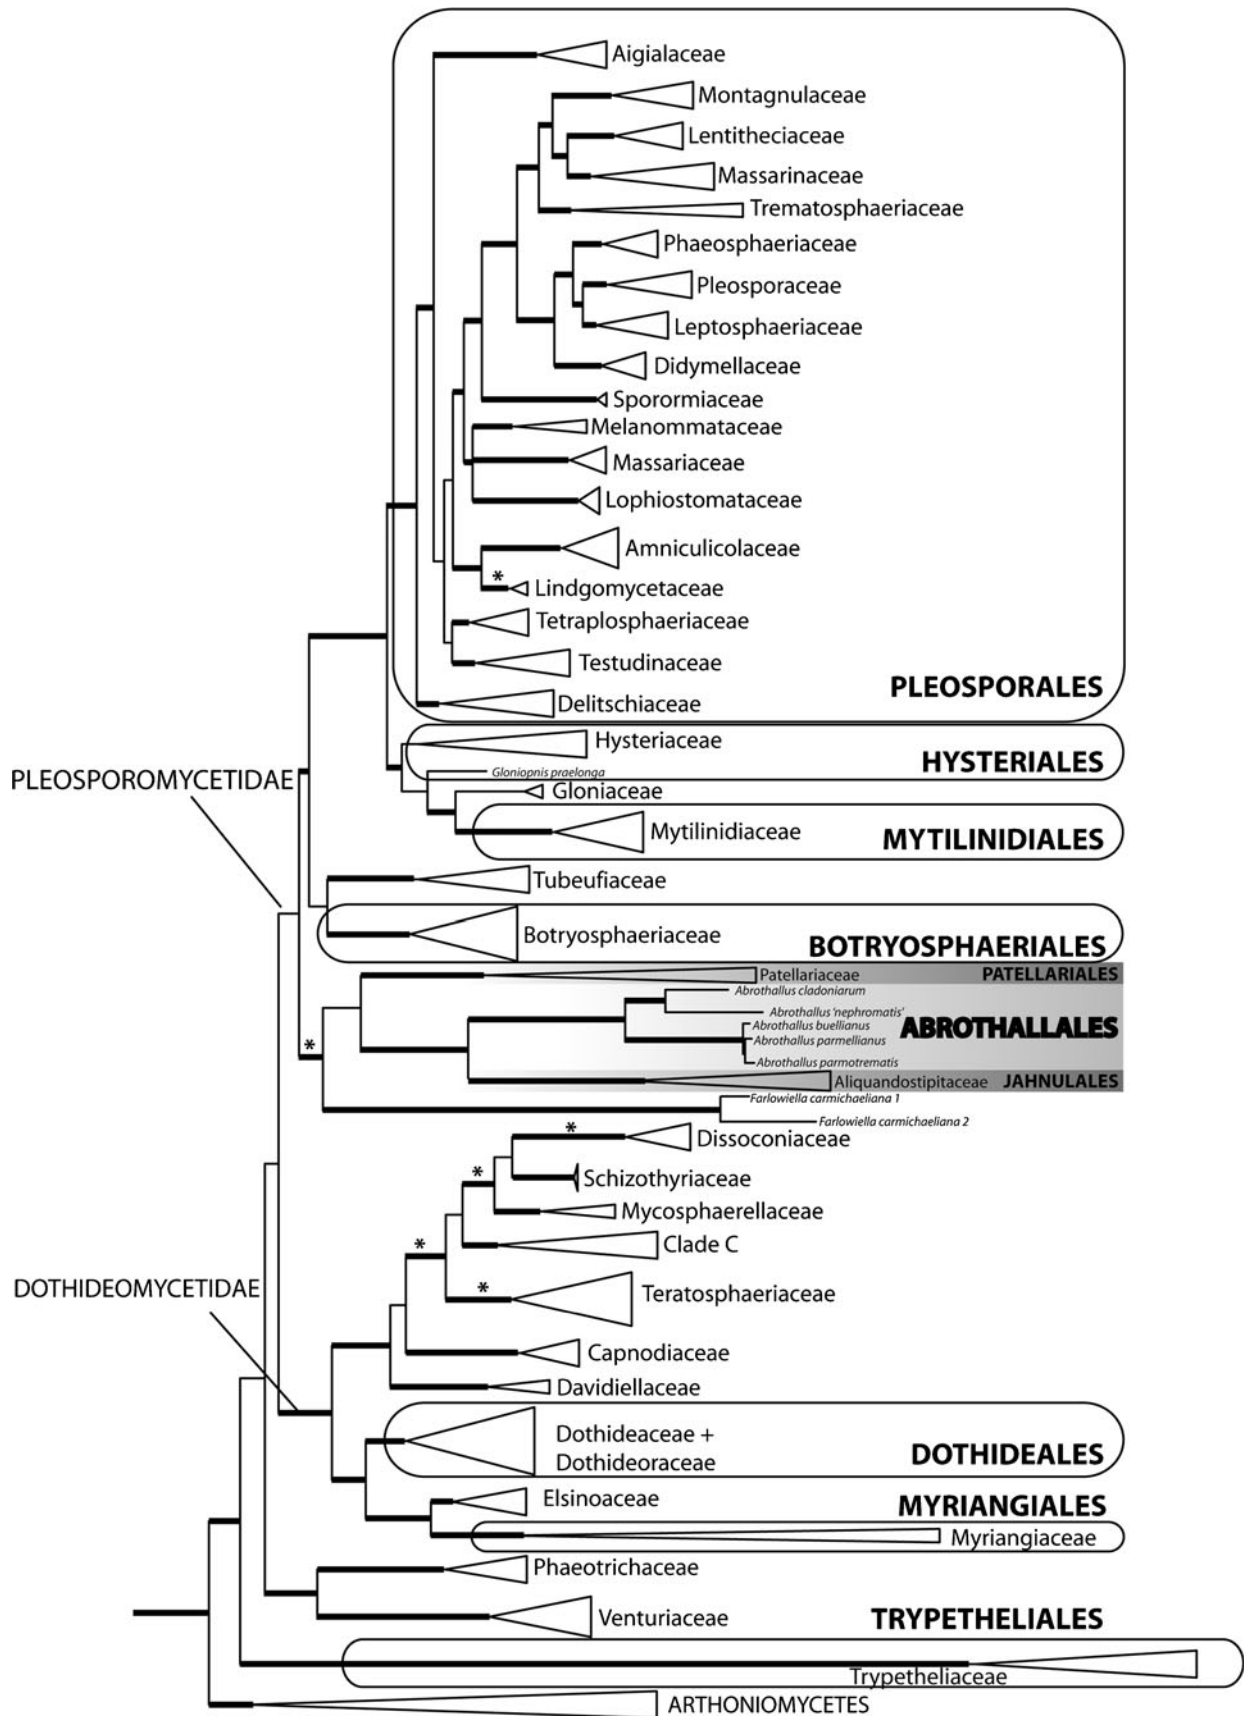 Aigialaceae
Montagnulaceae
Lentitheciaceae
Massarinaceae
Trematosphaeriaceae
Phaeosphaeriaceae
Pleosporaceae
Leptosphaeriaceae
Didymellaceae
Sporormiaceae
Melanommataceae
Massariaceae
Lophiostomataceae
Amniculicolaceae
*
Lindgomycetaceae
Tetraplosphaeriaceae
Testudinaceae
PLEOSPORALES
Delitschiaceae
Hysteriaceae
HYSTERIALES
Gloniopnis praelonga
PLEOSPOROMYCETIDAE
Gloniaceae
Mytilinidiaceae
MYTILINIDIALES
Tubeufiaceae
Botryosphaeriaceae
BOTRYOSPHAERIALES
Patellariaceae
PATELLARIALES
Abrothallus cladoniarum
Abrothallus 'nephromatis'
Abrothallus buellianus
ABROTHALLALES
Abrothallus parmellianus
*
Abrothallus parmotrematis
Aliquandostipitaceae
JAHNULALES
Farlowiella carmichaeliana 1
Farlowiella carmichaeliana 2
*
Dissoconiaceae
*
Schizothyriaceae
Mycosphaerellaceae
*
Clade C
DOTHIDEOMYCETIDAE
*
Teratosphaeriaceae
Capnodiaceae
Davidiellaceae
Dothideaceae +
Dothideoraceae
DOTHIDEALES
Elsinoaceae
MYRIANGIALES
Myriangiaceae
Phaeotrichaceae
Venturiaceae
TRYPETHELIALES
Trypetheliaceae
ARTHONIOMYCETES